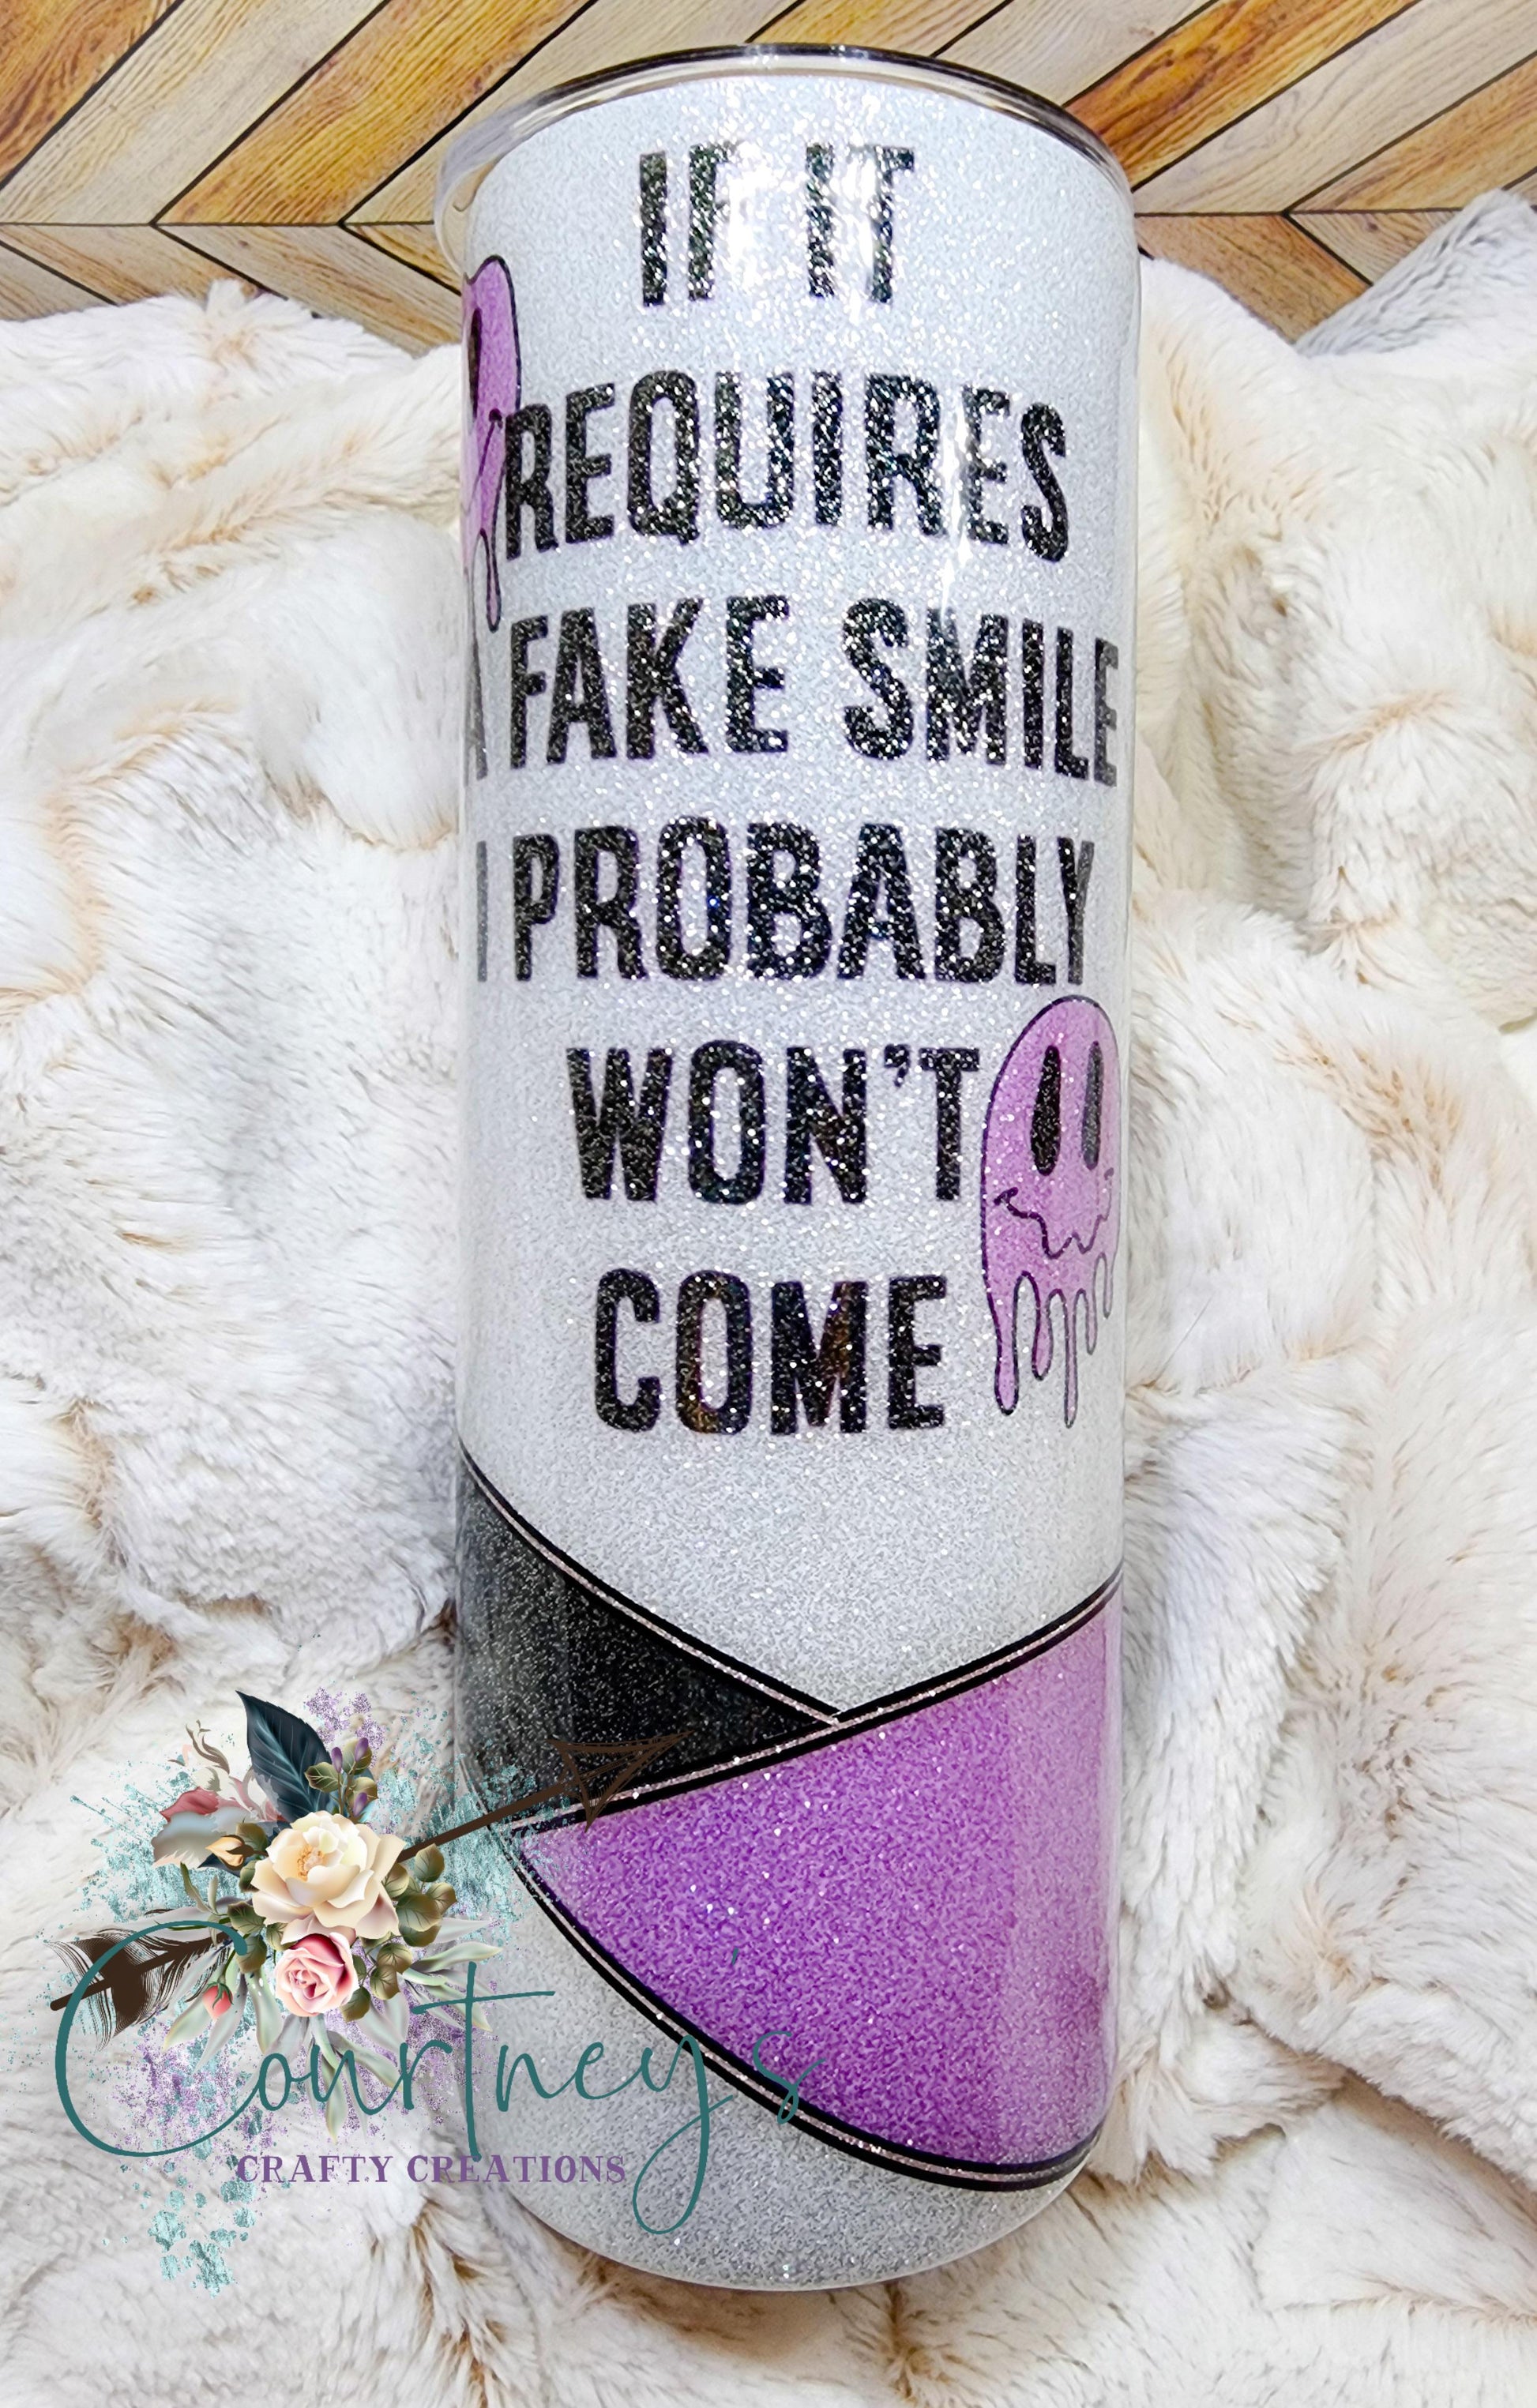 IF IT
REQUIRES
A FAKE SMILE
I PROBABLY
WON'T
COME
Courtney's
CRAFTY CREATIONS